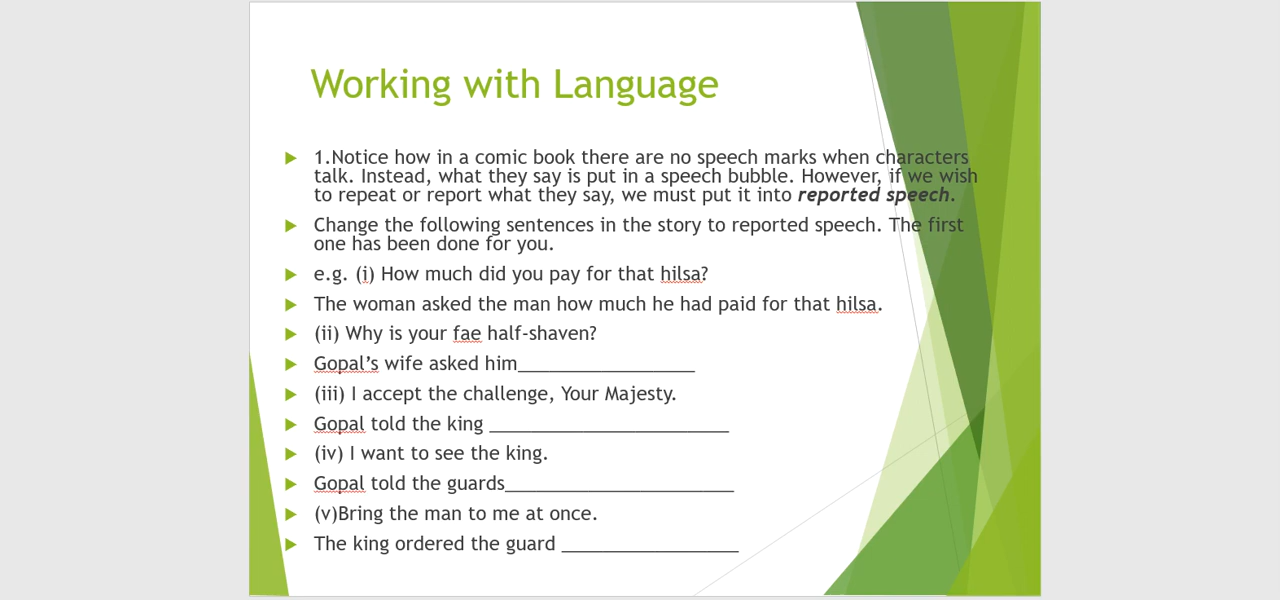 Working with Language
1.Notice how in a comic book there are no speech marks when characters
talk. Instead, what they say is put in a speech bubble. However, if we wish
to repeat or report what they say, we must put it into reported speech.
Change the following sentences in the story to reported speech. The first
one has been done for you.
e.g. (i) How much did you pay for that hilsa?
The woman asked the man how much he had paid for that hilsa.
(ii) Why is your fae half-shaven?
Gopal’s wife asked him_________________
(iii) I accept the challenge, Your Majesty.
Gopal told the king _______________________
(iv) I want to see the king.
Gopal told the guards______________________
(v)Bring the man to me at once.
The king ordered the guard _________________